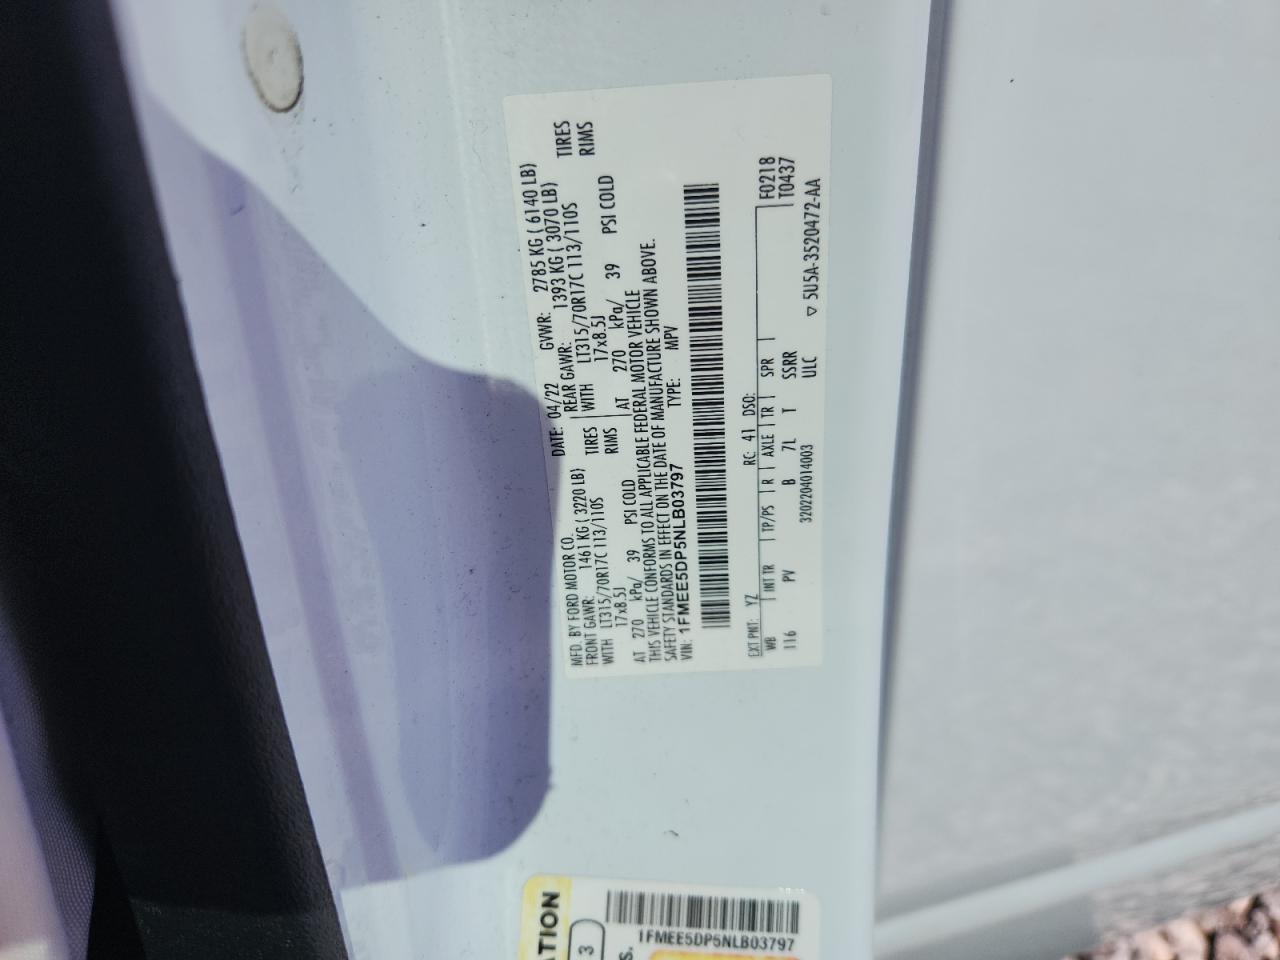 MFD. BY FORD MOTOR CO.
DATE: 04/22 GVWR: 2785 KG ( 6140 LB)
FRONT GAWR: 1461 KG ( 3220 LB) REAR GAWR: 1393 KG ( 3070 LB)
WITH LT315/70R17C 113/110S TIRES WITH LT315/70R17C 113/110S TIRES
17x8.5J RIMS 17x8.5J RIMS
AT 270 kPa/ 39 PSI COLD AT 270 kPa/ 39 PSI COLD
THIS VEHICLE CONFORMS TO ALL APPLICABLE FEDERAL MOTOR VEHICLE
SAFETY STANDARDS IN EFFECT ON THE DATE OF MANUFACTURE SHOWN ABOVE.
VIN: 1FMEE5DP5NLB03797 TYPE: MPV
EXT PNT: YZ RC: 41 DSO: F0218
WB INT TR TP/PS R AXLE TR SPR T0437
116 PV B 7L T SSRR
3202204014003 ULC ▽ 5U5A-3520472-AA
ATION
3
S.
1FMEE5DP5NLB03797